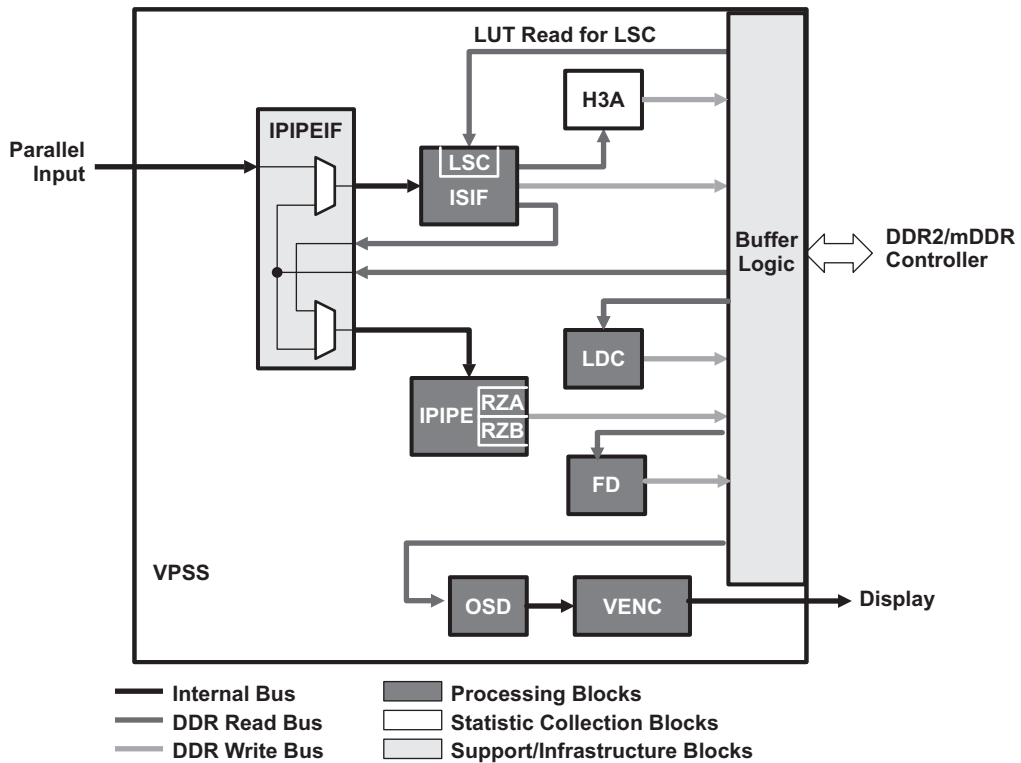 LUT Read for LSC
H3A
IPIPEIF
Parallel
Input
LSC
ISIF
Buffer
Logic
DDR2/mDDR
Controller
LDC
IPIPE
RZA
RZB
FD
VPSS
OSD
VENC
Display
Internal Bus
DDR Read Bus
DDR Write Bus
Processing Blocks
Statistic Collection Blocks
Support/Infrastructure Blocks